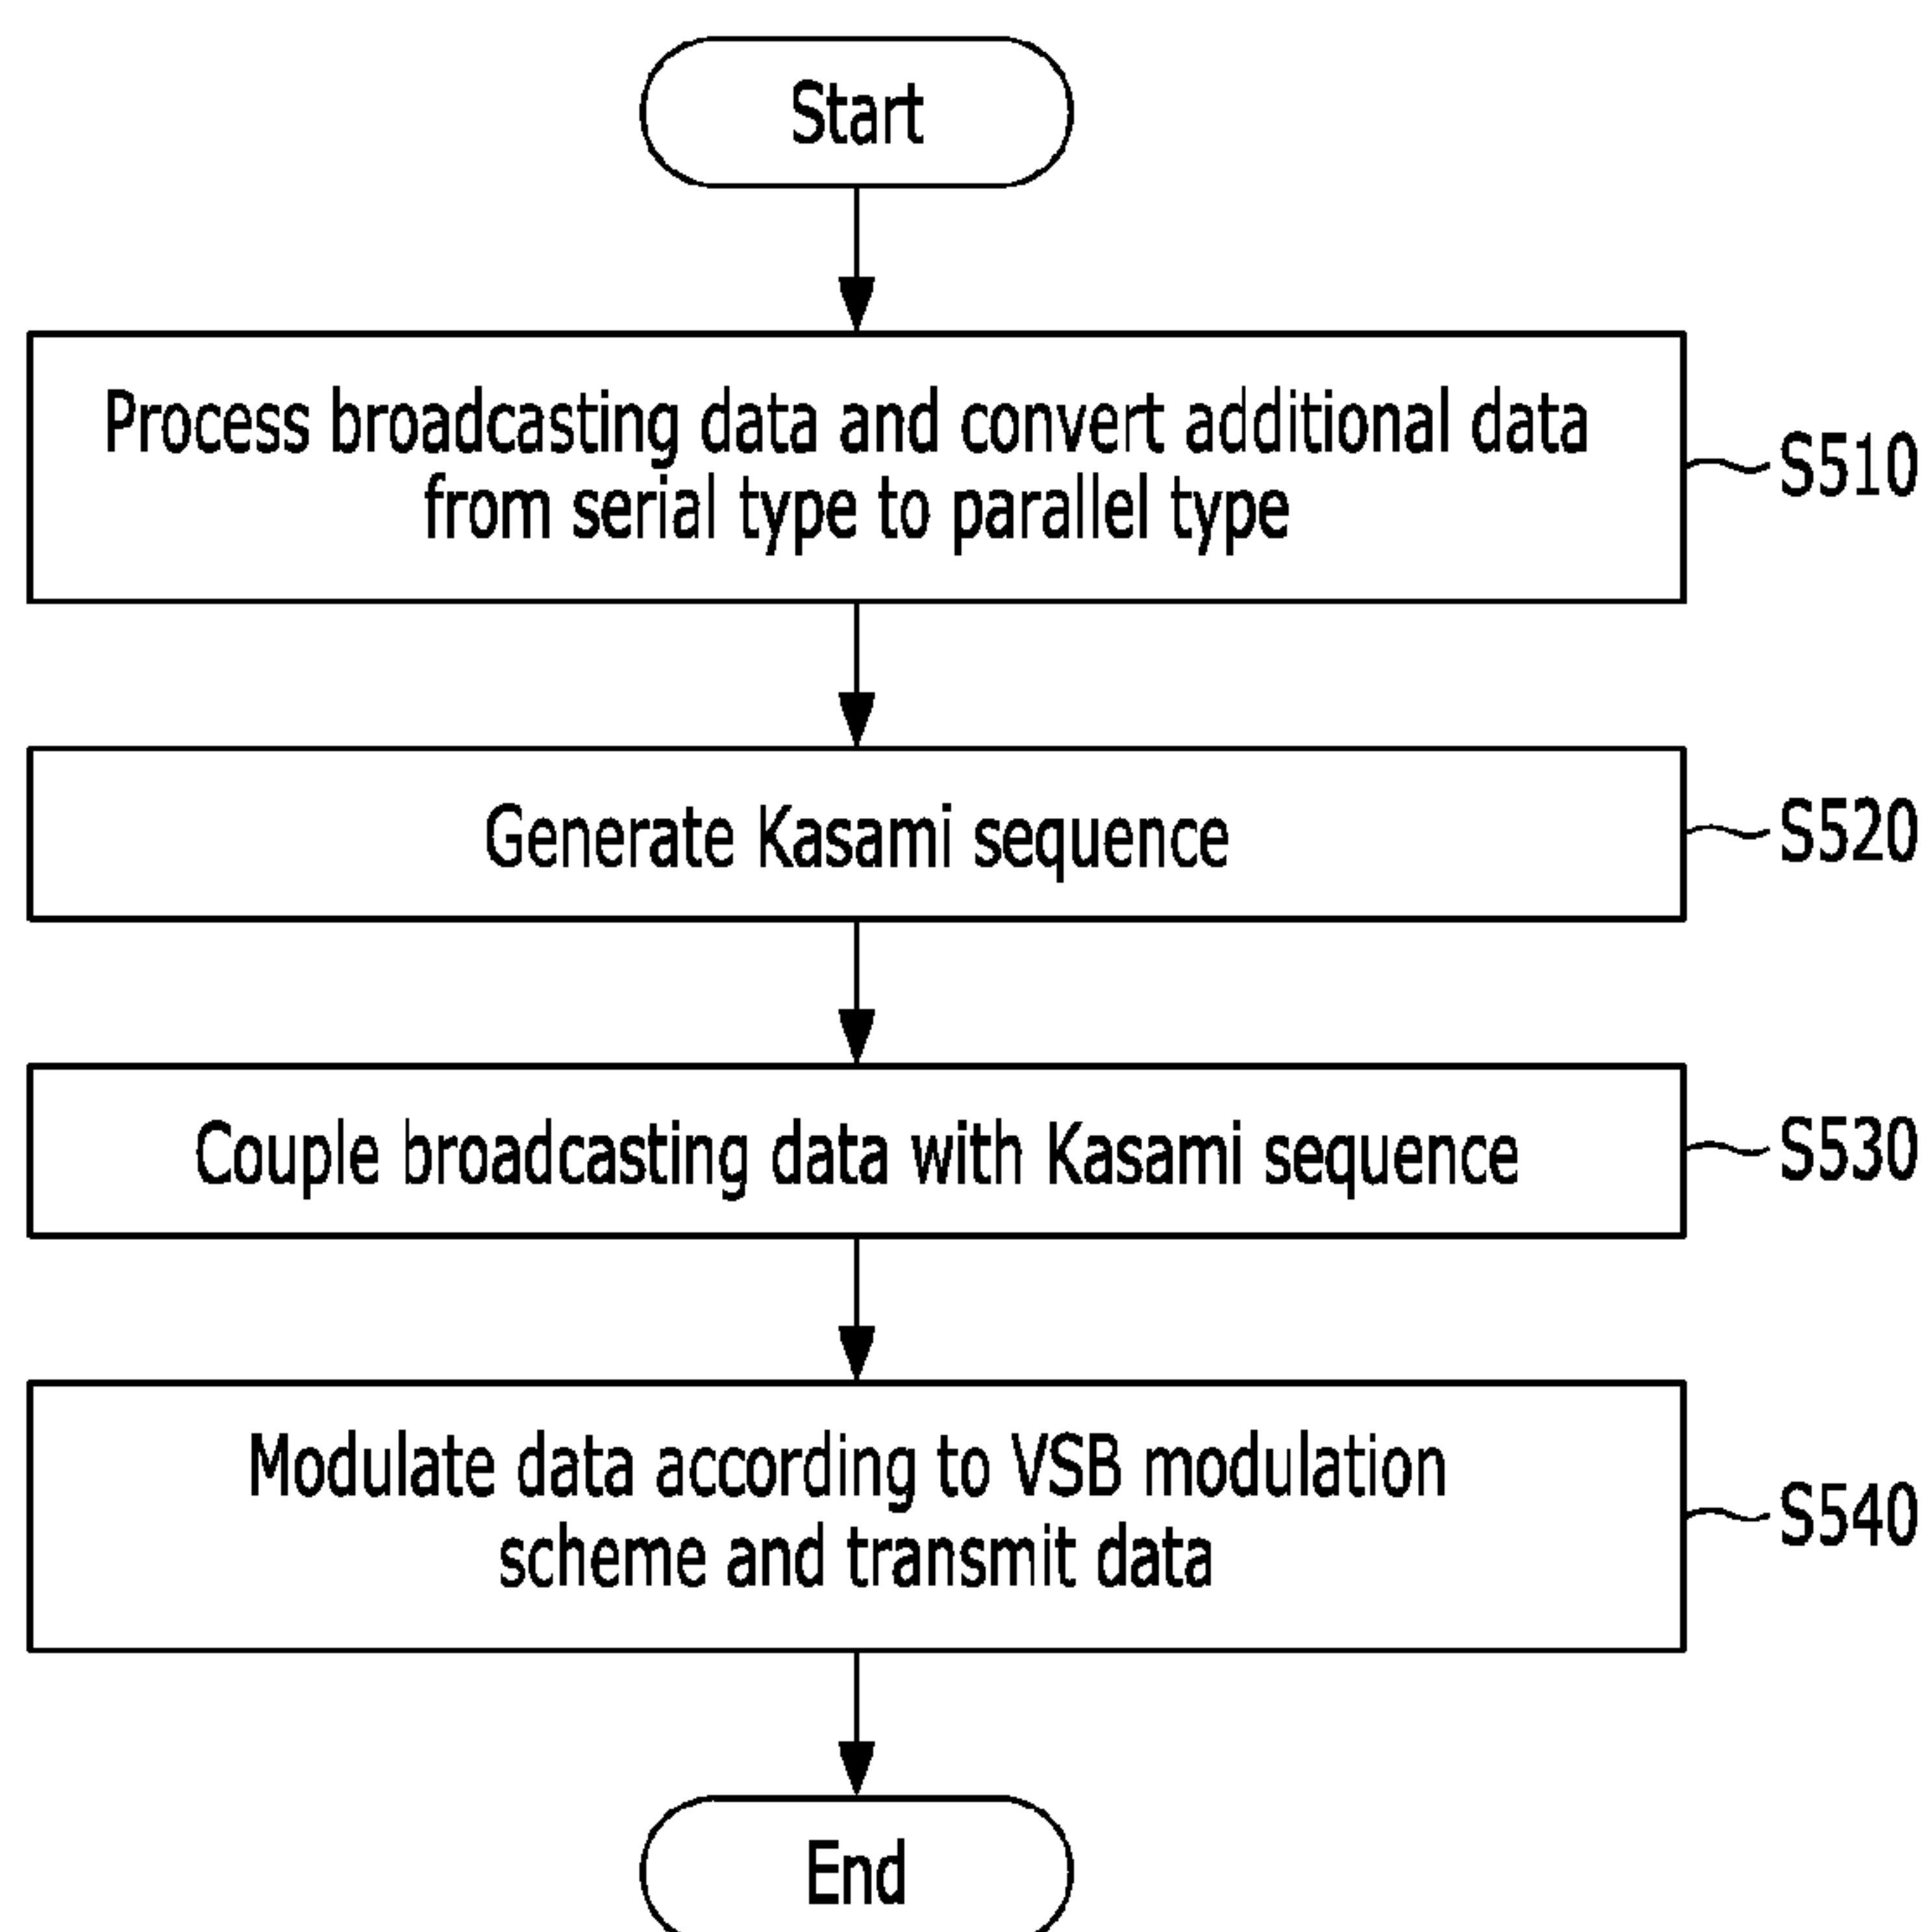 Start
Process broadcasting data and convert additional data
from serial type to parallel type
S510
Generate Kasami sequence
S520
Couple broadcasting data with Kasami sequence
S530
Modulate data according to VSB modulation
scheme and transmit data
S540
End